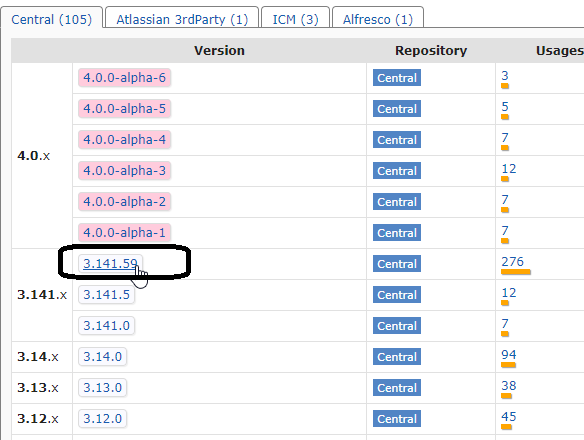 Central (105) Atlassian 3rdParty (1) ICM (3) Alfresco (1)
Version Repository Usages
4.0.x
4.0.0-alpha-6 Central 3
4.0.0-alpha-5 Central 5
4.0.0-alpha-4 Central 7
4.0.0-alpha-3 Central 12
4.0.0-alpha-2 Central 7
4.0.0-alpha-1 Central 7
3.141.x
3.141.59 Central 276
3.141.5 Central 12
3.141.0 Central 7
3.14.x 3.14.0 Central 94
3.13.x 3.13.0 Central 38
3.12.x 3.12.0 Central 45